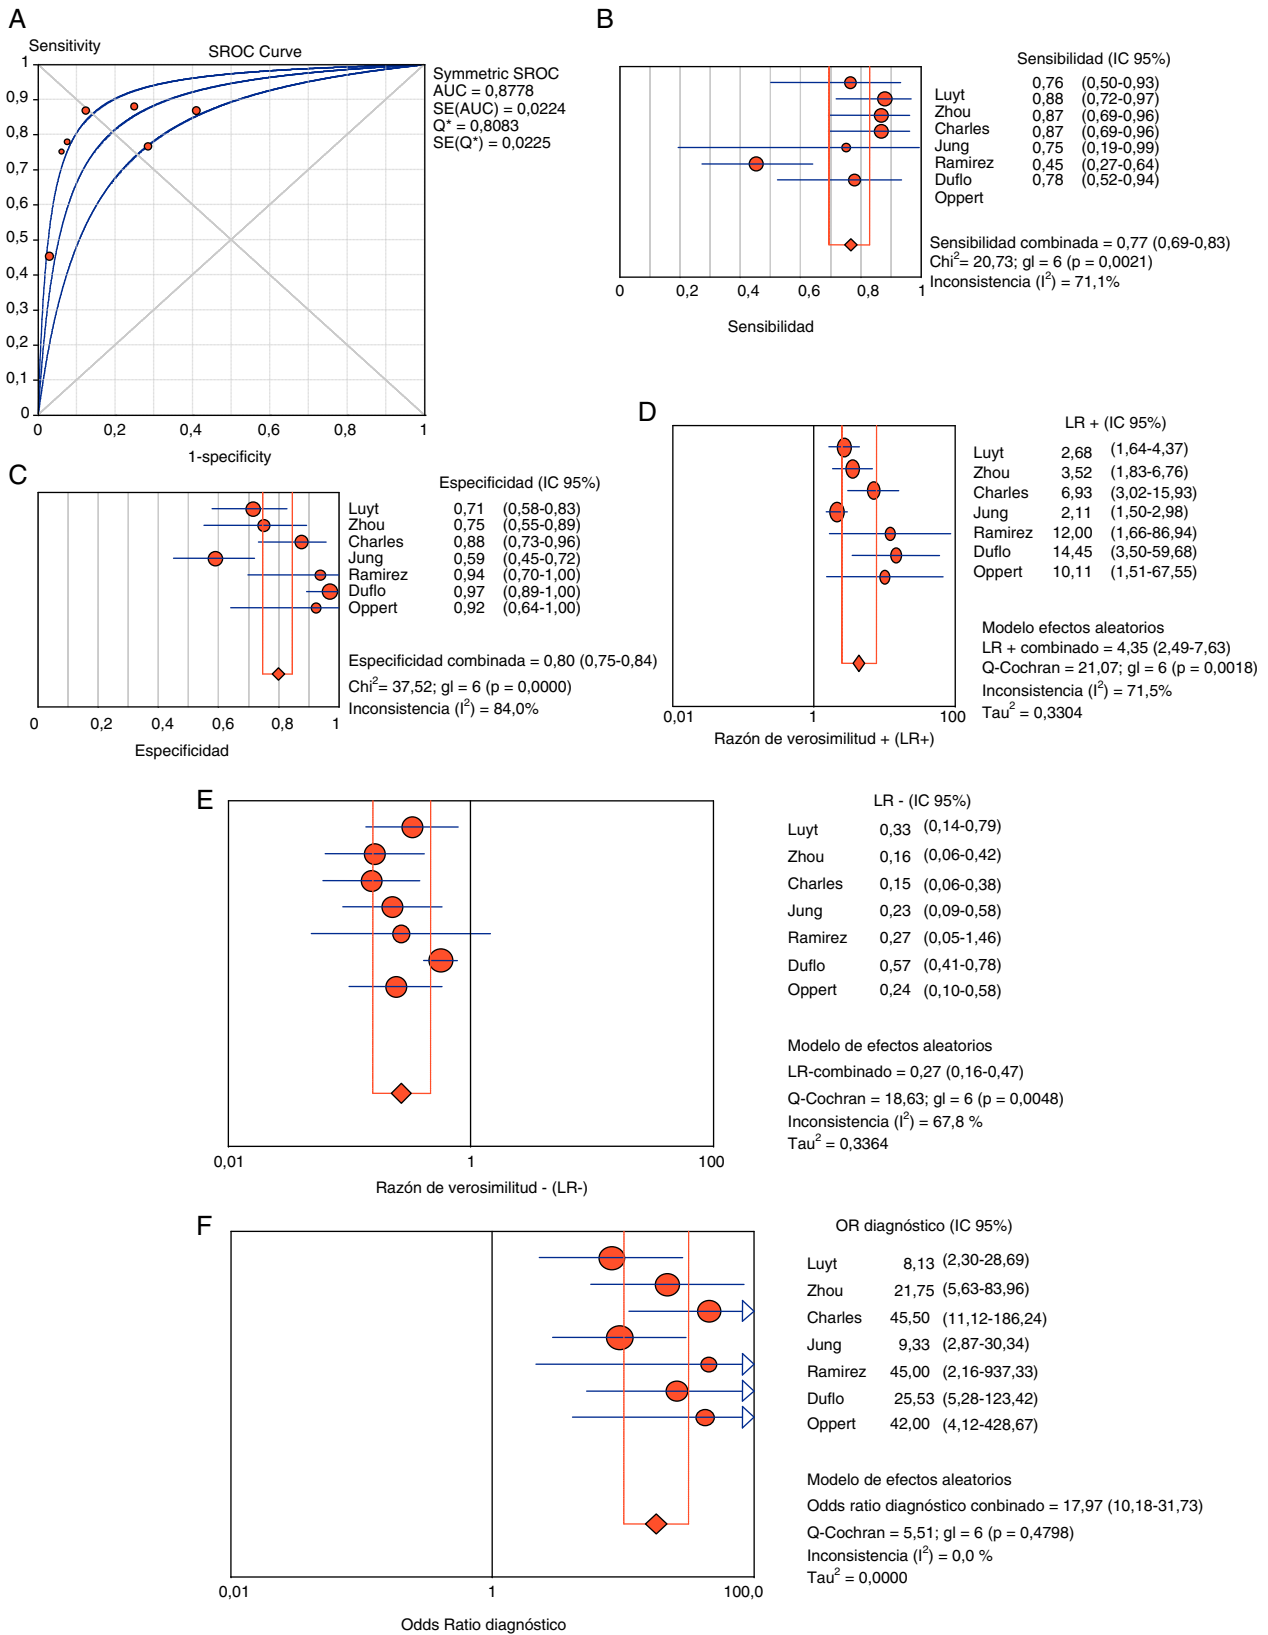 A
Sensitivity
SROC Curve
1
0,9
0,8
0,7
0,6
0,5
0,4
0,3
0,2
0,1
0
0 0,2 0,4 0,6 0,8 1
1-specificity
Symmetric SROC
AUC = 0,8778
SE(AUC) = 0,0224
Q* = 0,8083
SE(Q*) = 0,0225
B
Sensibilidad (IC 95%)
0,76 (0,50-0,93)
Luyt 0,88 (0,72-0,97)
Zhou 0,87 (0,69-0,96)
Charles 0,87 (0,69-0,96)
Jung 0,75 (0,19-0,99)
Ramirez 0,45 (0,27-0,64)
Duflo 0,78 (0,52-0,94)
Oppert
Sensibilidad combinada = 0,77 (0,69-0,83)
Chi2= 20,73; gl = 6 (p = 0,0021)
Inconsistencia (I2) = 71,1%
0 0,2 0,4 0,6 0,8 1
Sensibilidad
C
Especificidad (IC 95%)
Luyt 0,71 (0,58-0,83)
Zhou 0,75 (0,55-0,89)
Charles 0,88 (0,73-0,96)
Jung 0,59 (0,45-0,72)
Ramirez 0,94 (0,70-1,00)
Duflo 0,97 (0,89-1,00)
Oppert 0,92 (0,64-1,00)
Especificidad combinada = 0,80 (0,75-0,84)
Chi2= 37,52; gl = 6 (p = 0,0000)
Inconsistencia (I2) = 84,0%
0 0,2 0,4 0,6 0,8 1
Especificidad
D
LR + (IC 95%)
Luyt 2,68 (1,64-4,37)
Zhou 3,52 (1,83-6,76)
Charles 6,93 (3,02-15,93)
Jung 2,11 (1,50-2,98)
Ramirez 12,00 (1,66-86,94)
Duflo 14,45 (3,50-59,68)
Oppert 10,11 (1,51-67,55)
Modelo efectos aleatorios
LR + combinado = 4,35 (2,49-7,63)
Q-Cochran = 21,07; gl = 6 (p = 0,0018)
Inconsistencia (I2) = 71,5%
Tau2 = 0,3304
0,01 1 100
Razón de verosimilitud + (LR+)
E
LR - (IC 95%)
Luyt 0,33 (0,14-0,79)
Zhou 0,16 (0,06-0,42)
Charles 0,15 (0,06-0,38)
Jung 0,23 (0,09-0,58)
Ramirez 0,27 (0,05-1,46)
Duflo 0,57 (0,41-0,78)
Oppert 0,24 (0,10-0,58)
Modelo de efectos aleatorios
LR-combinado = 0,27 (0,16-0,47)
Q-Cochran = 18,63; gl = 6 (p = 0,0048)
Inconsistencia (I2) = 67,8 %
Tau2 = 0,3364
0,01 1 100
Razón de verosimilitud - (LR-)
F
OR diagnóstico (IC 95%)
Luyt 8,13 (2,30-28,69)
Zhou 21,75 (5,63-83,96)
Charles 45,50 (11,12-186,24)
Jung 9,33 (2,87-30,34)
Ramirez 45,00 (2,16-937,33)
Duflo 25,53 (5,28-123,42)
Oppert 42,00 (4,12-428,67)
Modelo de efectos aleatorios
Odds ratio diagnóstico conbinado = 17,97 (10,18-31,73)
Q-Cochran = 5,51; gl = 6 (p = 0,4798)
Inconsistencia (I2) = 0,0 %
Tau2 = 0,0000
0,01 1 100,0
Odds Ratio diagnóstico